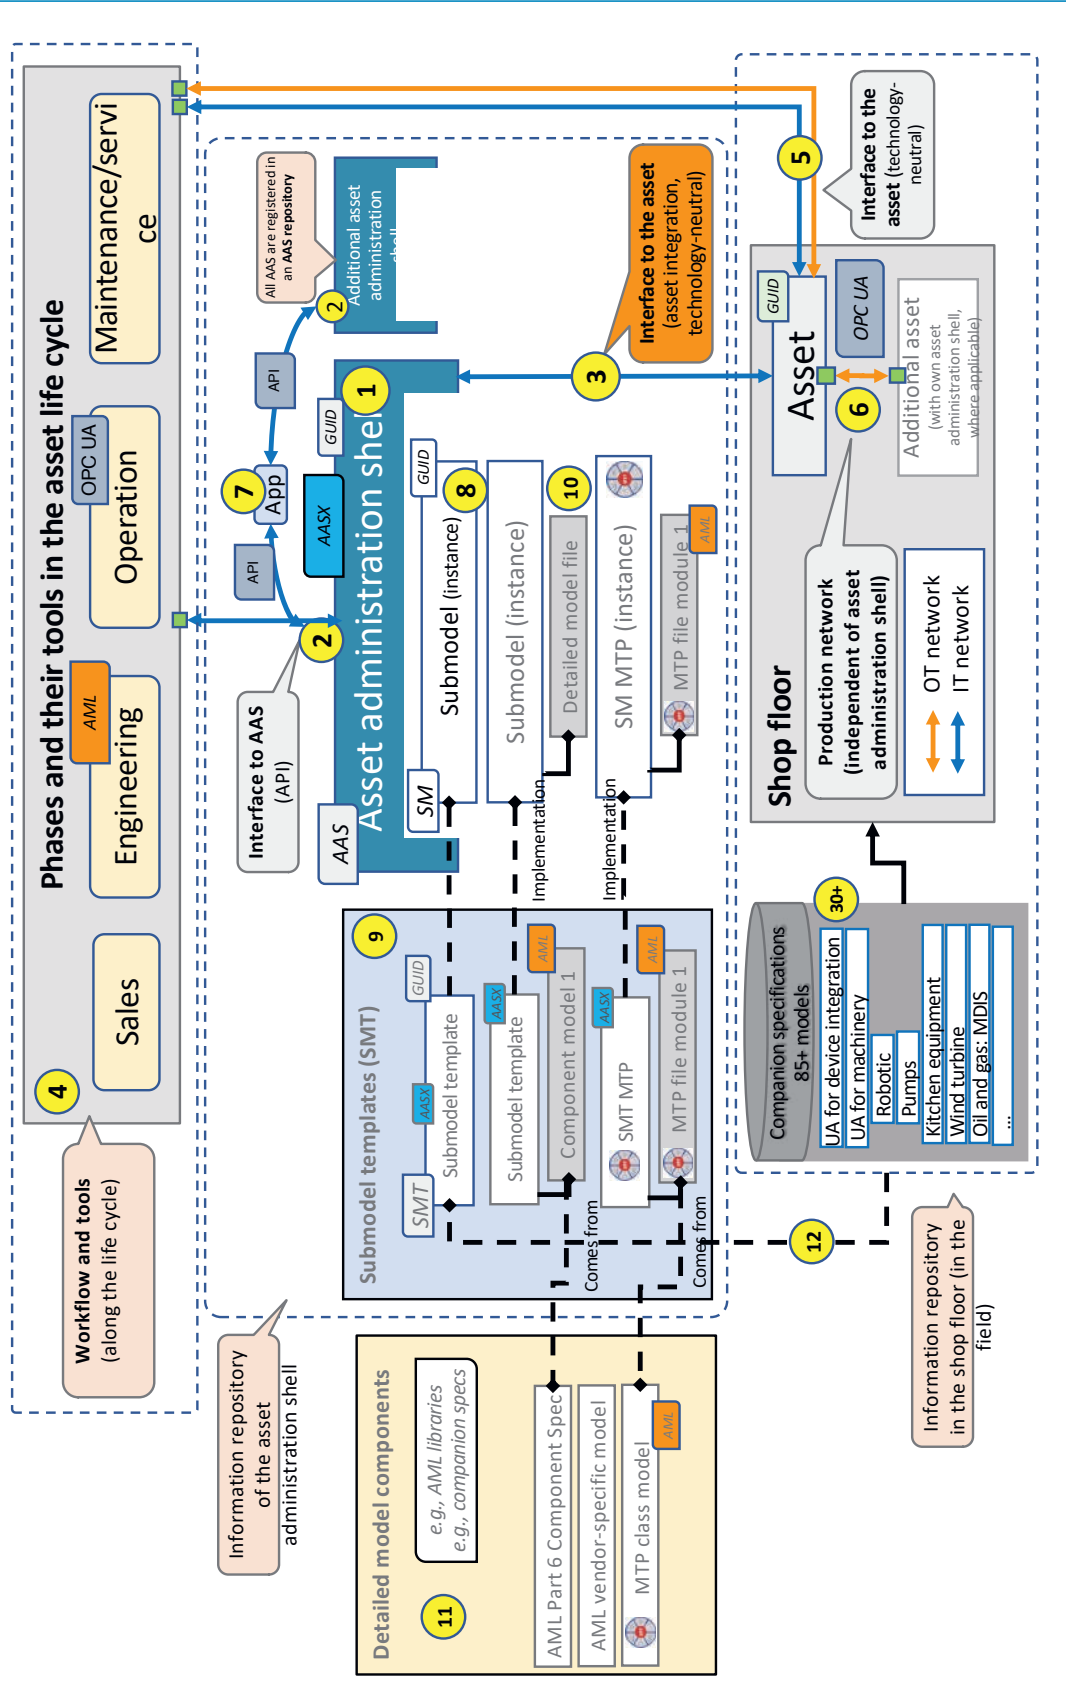 Phases and their tools in the asset life cycle
4
Sales
Engineering
AML
Operation
OPC UA
Maintenance/servi
ce
Workflow and tools
(along the life cycle)
Information repository
of the asset
administration shell
Interface to AAS
(API)
2
API
7
App
API
2
All AAS are registered in
an AAS repository
Additional asset
administration
AAS
AASX
GUID
1
Asset administration shel
SM
GUID
Submodel (instance)
8
Submodel (instance)
Detailed model file
10
SM MTP (instance)
MTP file module 1
AML
Implementation
Implementation
3
Interface to the asset
(asset integration,
technology-neutral)
9
Submodel templates (SMT)
SMT
AASX
GUID
Submodel template
AASX
Submodel template
Component model 1
AML
AASX
SMT MTP
MTP file module 1
AML
Comes from
Comes from
Detailed model components
11
e.g., AML libraries
e.g., companion specs
AML Part 6 Component Spec
AML vendor-specific model
MTP class model
AML
12
Information repository
in the shop floor (in the
field)
Companion specifications
85+ models
30+
UA for device integration
UA for machinery
Robotic
Pumps
Kitchen equipment
Wind turbine
Oil and gas: MDIS
...
Shop floor
Production network
(independent of asset
administration shell)
OT network
IT network
GUID
Asset
OPC UA
6
Additional asset
(with own asset
administration shell,
where applicable)
5
Interface to the
asset (technology-
neutral)